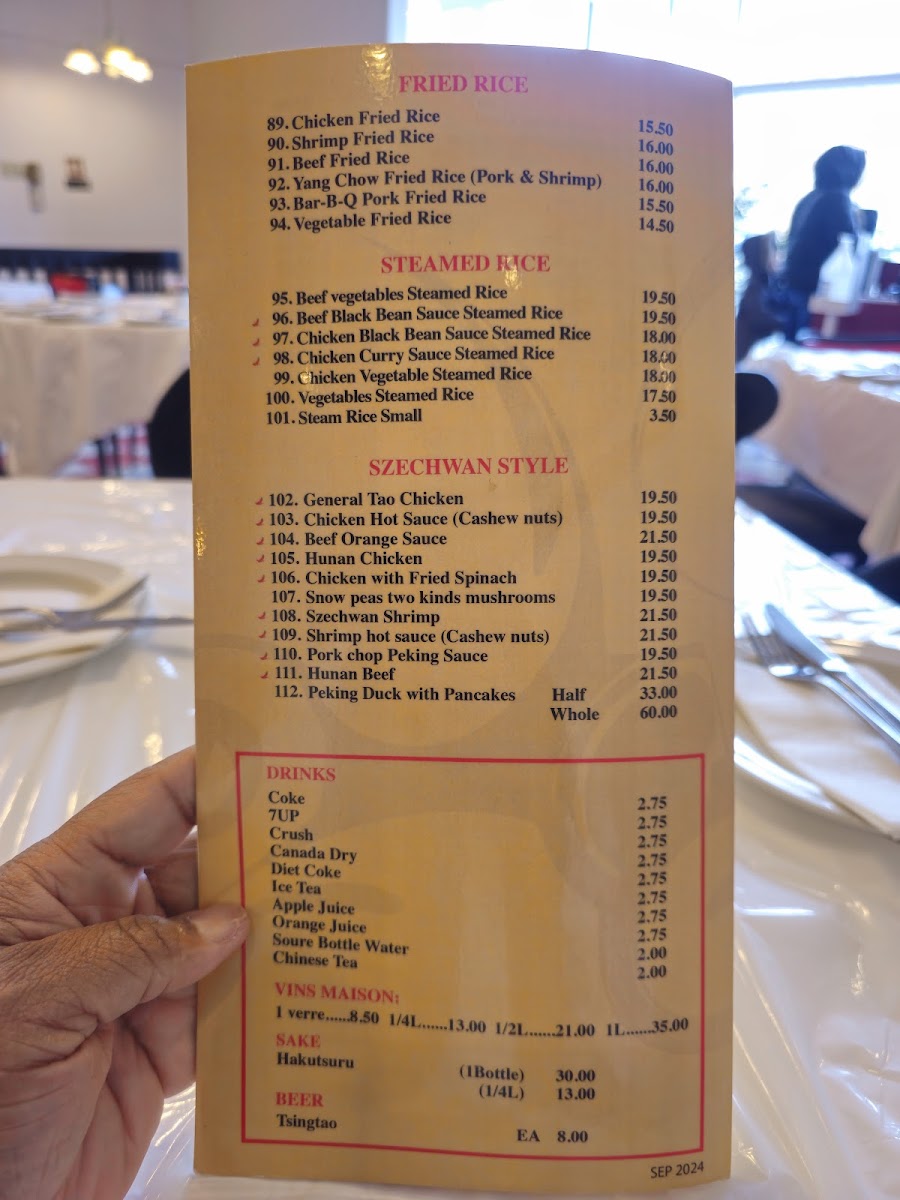 FRIED RICE
89. Chicken Fried Rice 15.50
90. Shrimp Fried Rice 16.00
91. Beef Fried Rice 16.00
92. Yang Chow Fried Rice (Pork & Shrimp) 16.00
93. Bar-B-Q Pork Fried Rice 15.50
94. Vegetable Fried Rice 14.50
STEAMED RICE
95. Beef vegetables Steamed Rice 19.50
96. Beef Black Bean Sauce Steamed Rice 19.50
97. Chicken Black Bean Sauce Steamed Rice 18.00
98. Chicken Curry Sauce Steamed Rice 18.00
99. Chicken Vegetable Steamed Rice 18.00
100. Vegetables Steamed Rice 17.50
101. Steam Rice Small 3.50
SZECHWAN STYLE
102. General Tao Chicken 19.50
103. Chicken Hot Sauce (Cashew nuts) 19.50
104. Beef Orange Sauce 21.50
105. Hunan Chicken 19.50
106. Chicken with Fried Spinach 19.50
107. Snow peas two kinds mushrooms 19.50
108. Szechwan Shrimp 21.50
109. Shrimp hot sauce (Cashew nuts) 21.50
110. Pork chop Peking Sauce 19.50
111. Hunan Beef 21.50
112. Peking Duck with Pancakes Half 33.00
Whole 60.00
DRINKS
Coke 2.75
7UP 2.75
Crush 2.75
Canada Dry 2.75
Diet Coke 2.75
Ice Tea 2.75
Apple Juice 2.75
Orange Juice 2.75
Soure Bottle Water 2.00
Chinese Tea 2.00
VINS MAISON:
1 verre......8.50 1/4L......13.00 1/2L......21.00 1L......35.00
SAKE
Hakutsuru (1Bottle) 30.00
(1/4L) 13.00
BEER
Tsingtao EA 8.00
SEP 2024